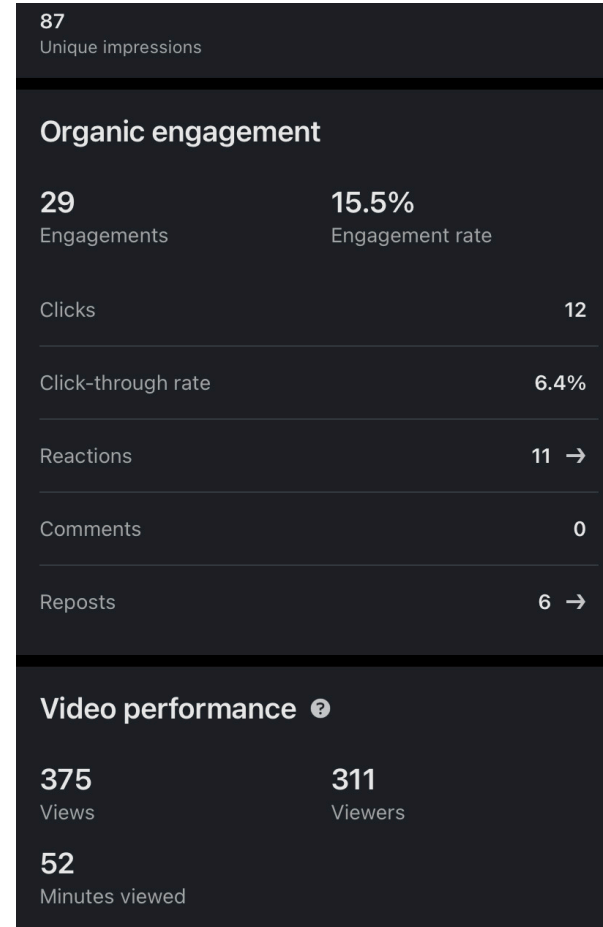 87
Unique impressions
Organic engagement
29
15.5%
Engagements
Engagement rate
Clicks
12
Click-through rate
6.4%
Reactions
11 →
Comments
0
Reposts
6 →
Video performance ?
375
311
Views
Viewers
52
Minutes viewed